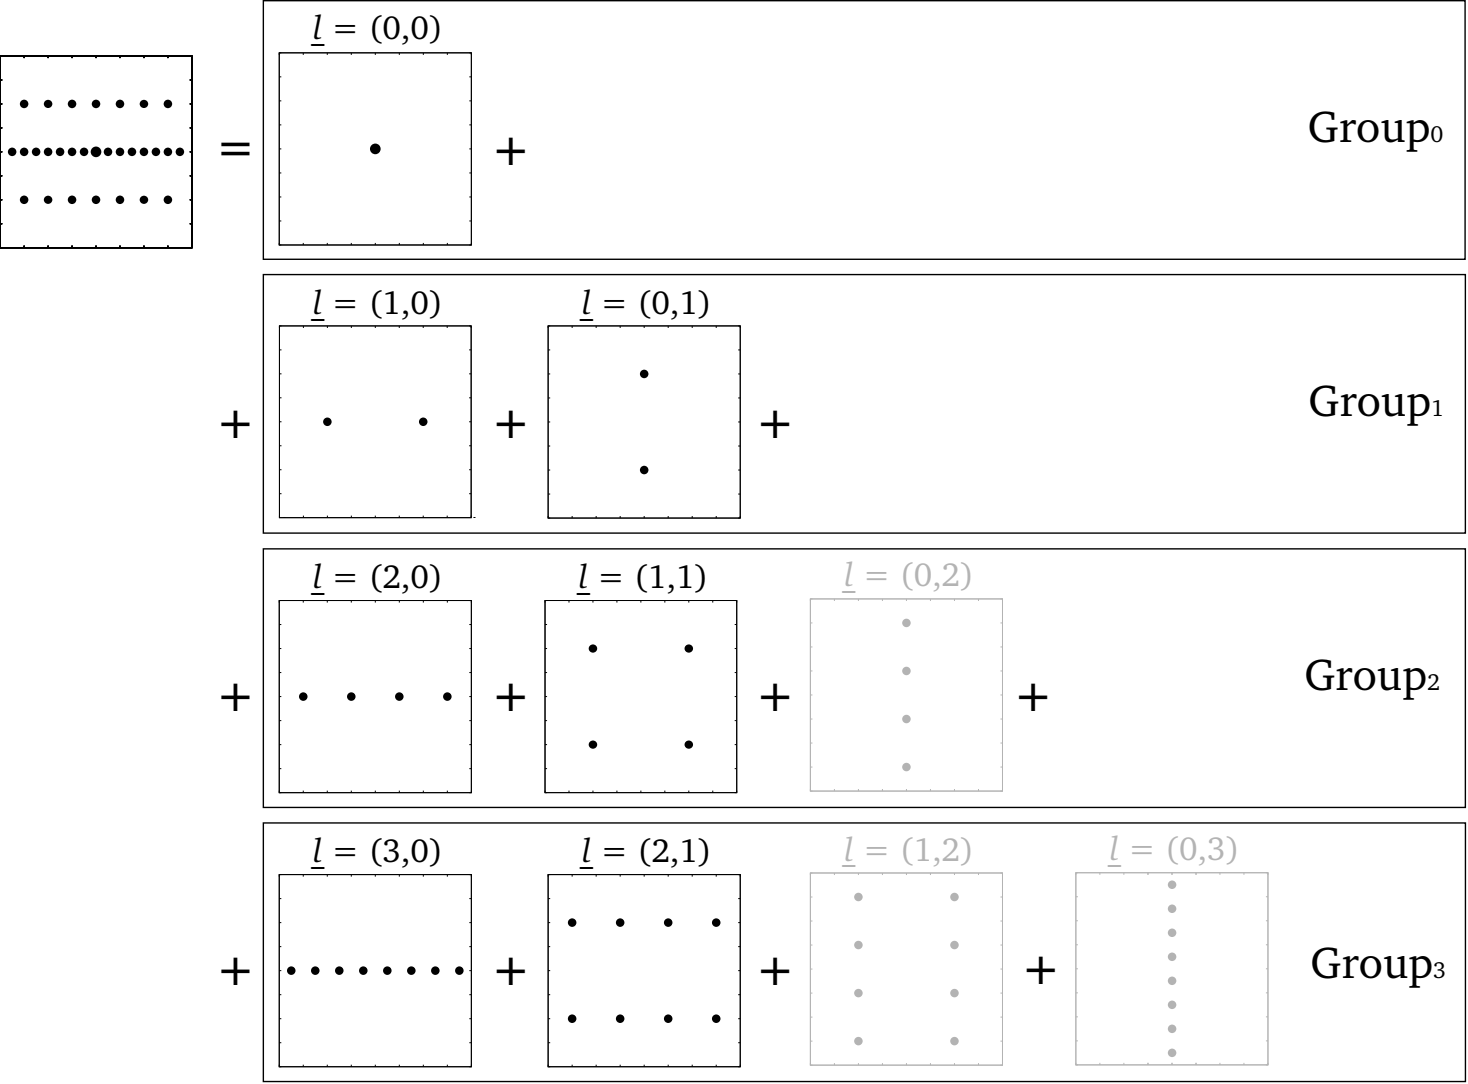 l = (0,0)
= + Group0
l = (1,0) l = (0,1)
+ + + Group1
l = (2,0) l = (1,1) l = (0,2)
+ + + + Group2
l = (3,0) l = (2,1) l = (1,2) l = (0,3)
+ + + + Group3